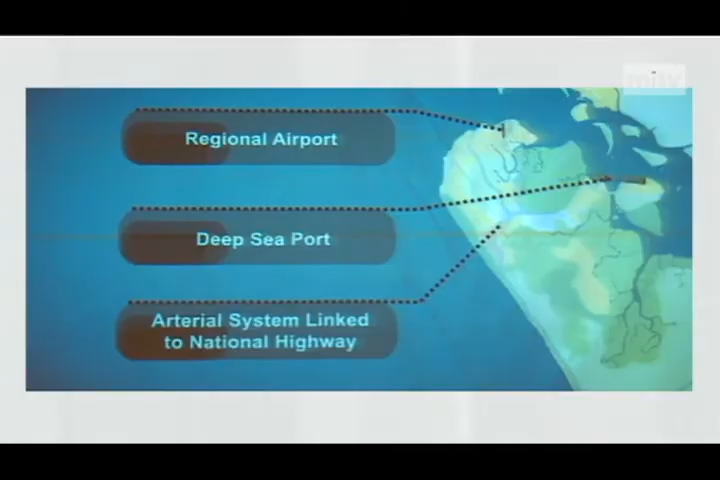 Regional Airport
Deep Sea Port
Arterial System Linked
to National Highway